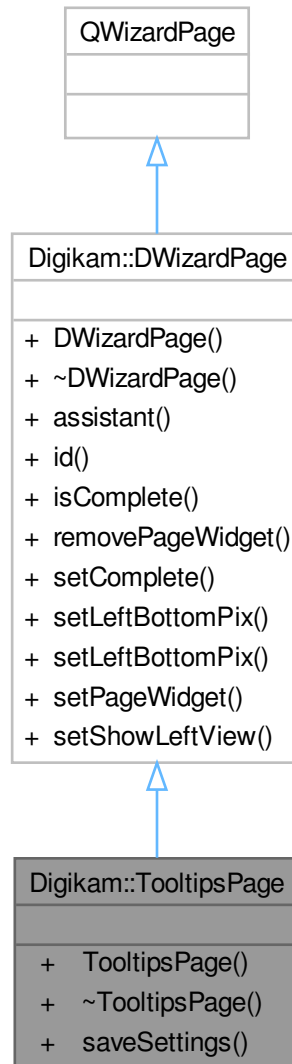 QWizardPage
Digikam::DWizardPage
+ DWizardPage()
+ ~DWizardPage()
+ assistant()
+ id()
+ isComplete()
+ removePageWidget()
+ setComplete()
+ setLeftBottomPix()
+ setLeftBottomPix()
+ setPageWidget()
+ setShowLeftView()
Digikam::TooltipsPage
+ TooltipsPage()
+ ~TooltipsPage()
+ saveSettings()